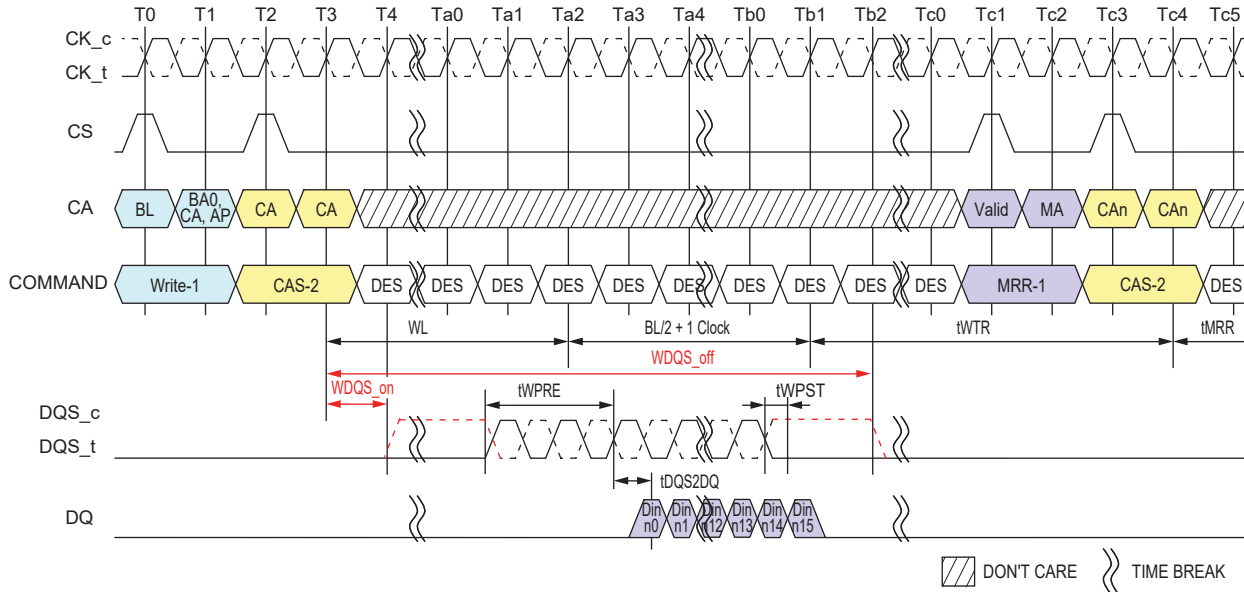 T0 T1 T2 T3 T4 Ta0 Ta1 Ta2 Ta3 Ta4 Tb0 Tb1 Tb2 Tc0 Tc1 Tc2 Tc3 Tc4 Tc5
CK_c
CK_t
CS
CA BL BA0, CA, AP CA CA Valid MA CAn CAn
COMMAND Write-1 CAS-2 DES DES DES DES DES DES DES DES DES DES MRR-1 CAS-2 DES
WL BL/2 + 1 Clock tWTR tMRR
WDQS_off
WDQS_on tWPRE tWPST
DQS_c
DQS_t
tDQS2DQ
DQ Din n0 Din n1 Din n12 Din n13 Din n14 Din n15
DON'T CARE TIME BREAK